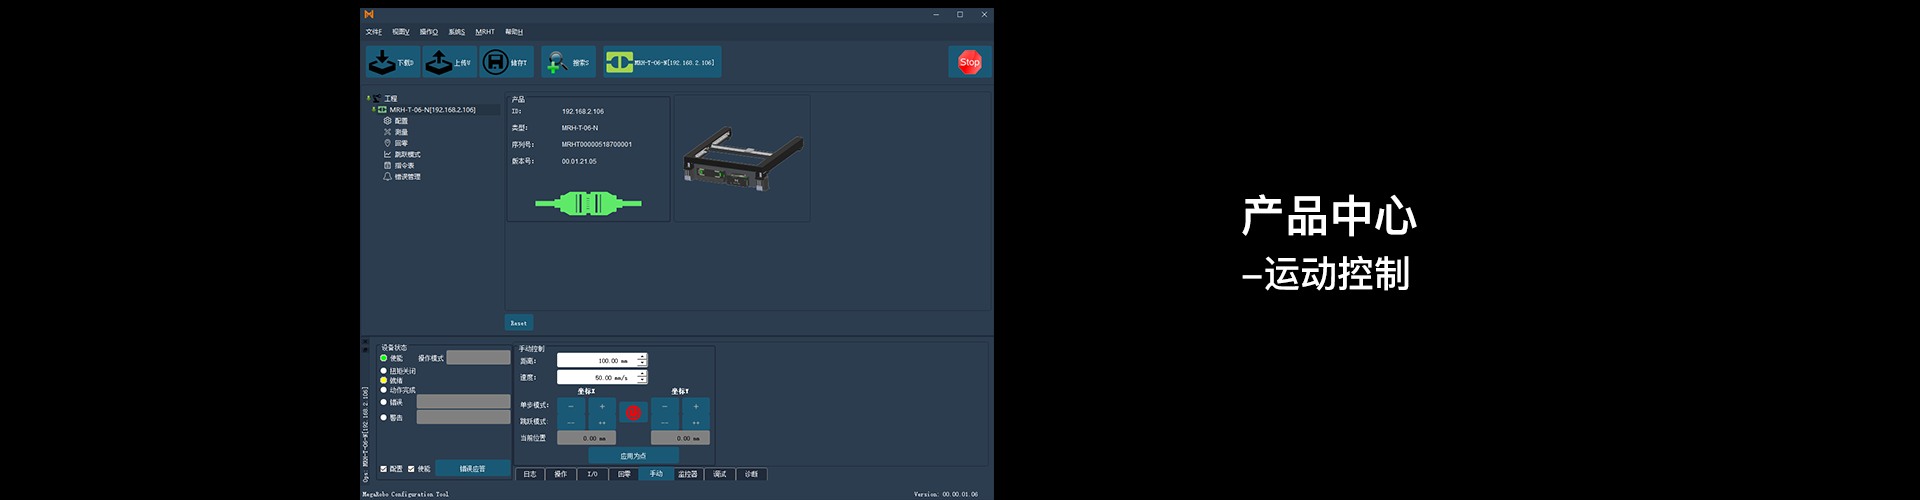 文件F 视图V 操作O 系统S MRHT 帮助H
下载D 上传U 储存T 搜索S MRH-T-06-N[192.168.2.106] Stop
工程
MRH-T-06-N[192.168.2.106]
配置
测量
回零
跳跃模式
指令表
错误管理
产品
ID: 192.168.2.106
类型: MRH-T-06-N
序列号: MRHT00000518700001
版本号: 00.01.21.05
Reset
产品中心
–运动控制
Ops: MRH-T-06-N[192.168.2.106]
设备状态
使能 操作模式
扭矩关闭
就绪
动作完成
错误
警告
配置 使能 错误应答
手动控制
距离: 100.00 mm
速度: 50.00 mm/s
坐标X 坐标Y
单步模式: − + − +
跳跃模式: −− ++ −− ++
当前位置 0.00 mm 0.00 mm
应用为点
日志 操作 I/O 回零 手动 监控器 调试 诊断
MegaRobo Configuration Tool Version: 00.00.01.06